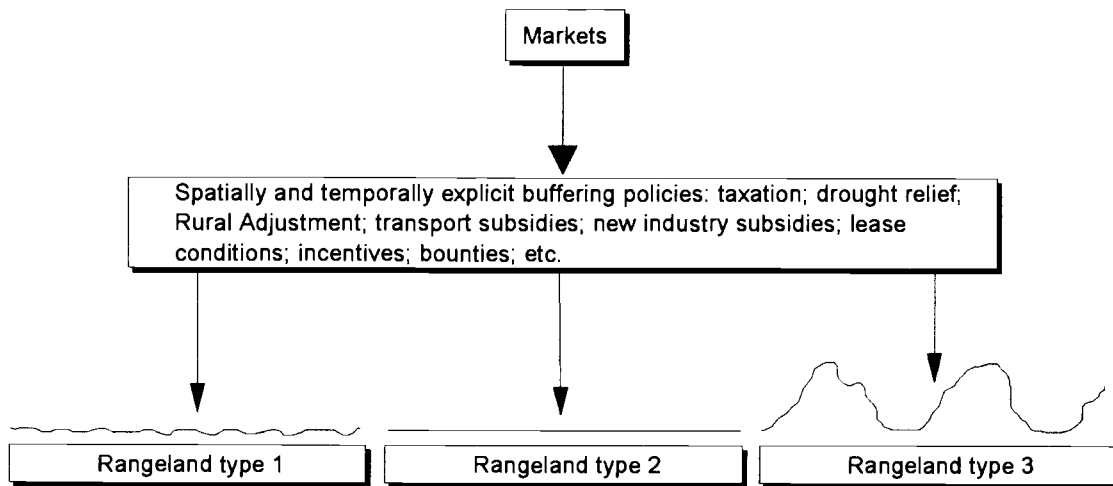 Markets
Spatially and temporally explicit buffering policies: taxation; drought relief;
Rural Adjustment; transport subsidies; new industry subsidies; lease
conditions; incentives; bounties; etc.
Rangeland type 1
Rangeland type 2
Rangeland type 3